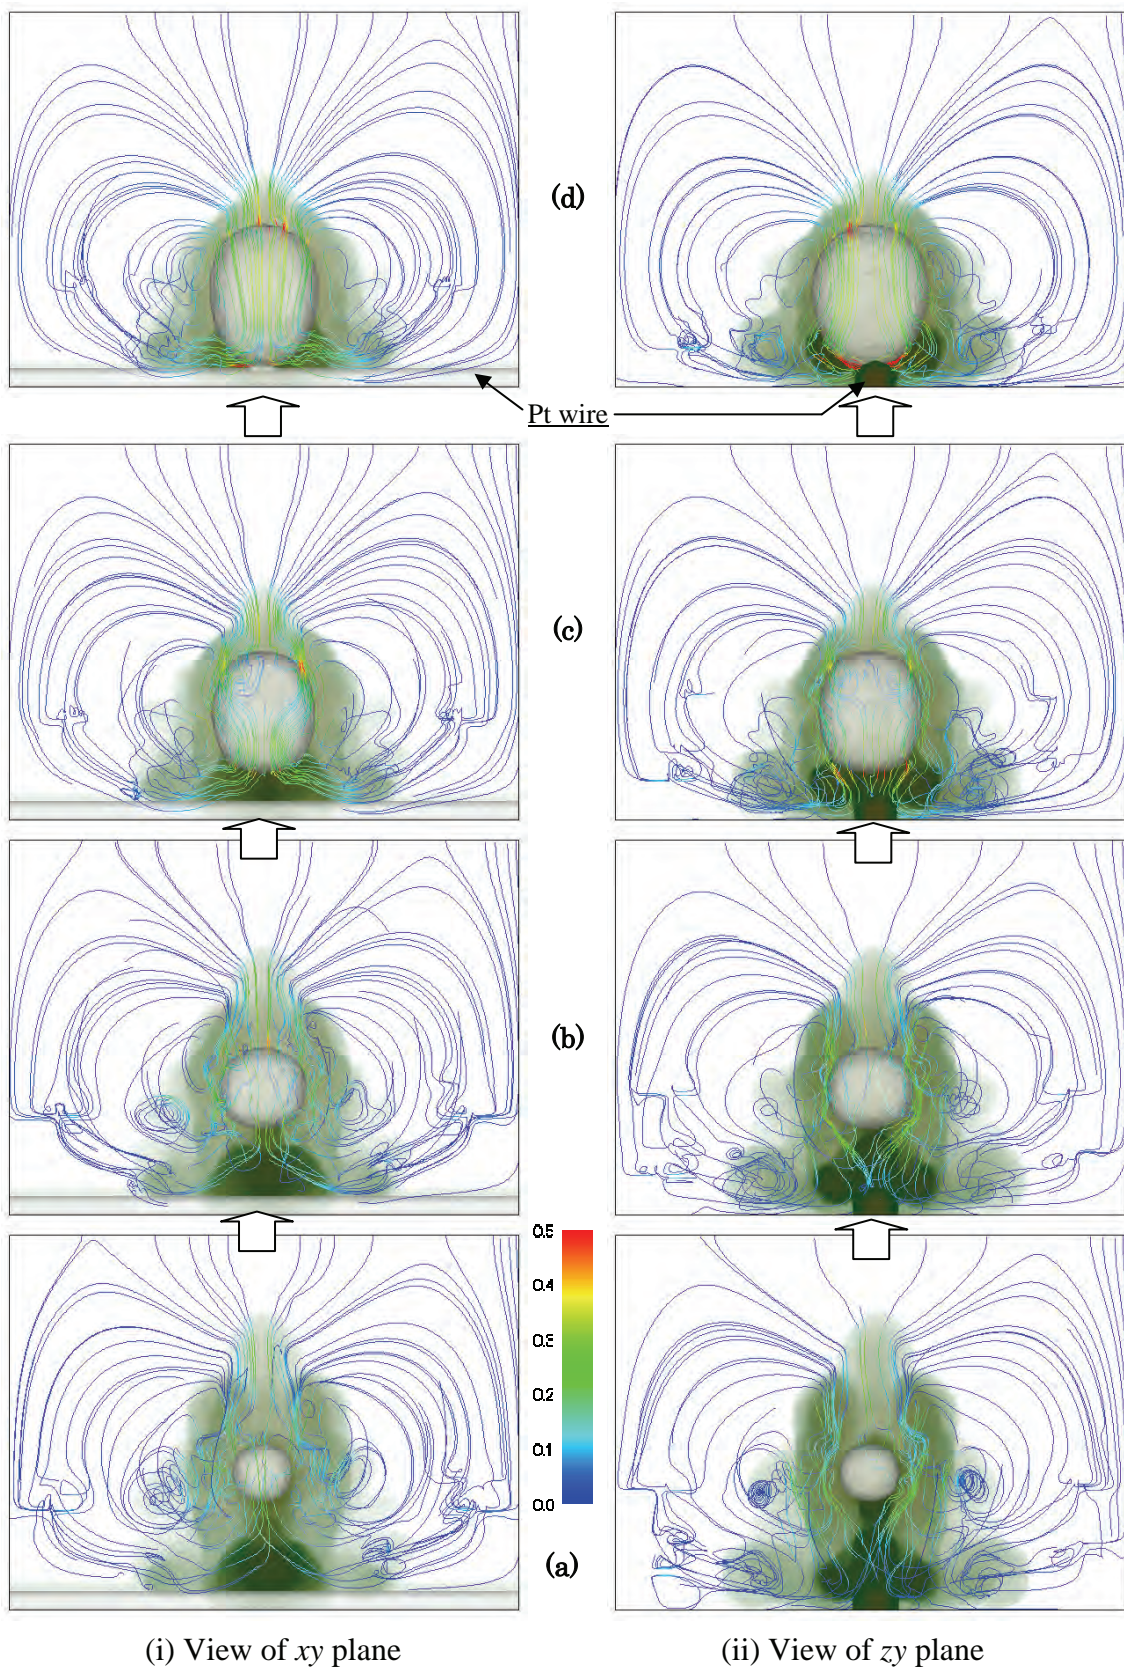 (d)
Pt wire
(c)
(b)
0.5
0.4
0.3
0.2
0.1
0.0
(a)
(i) View of xy plane
(ii) View of zy plane